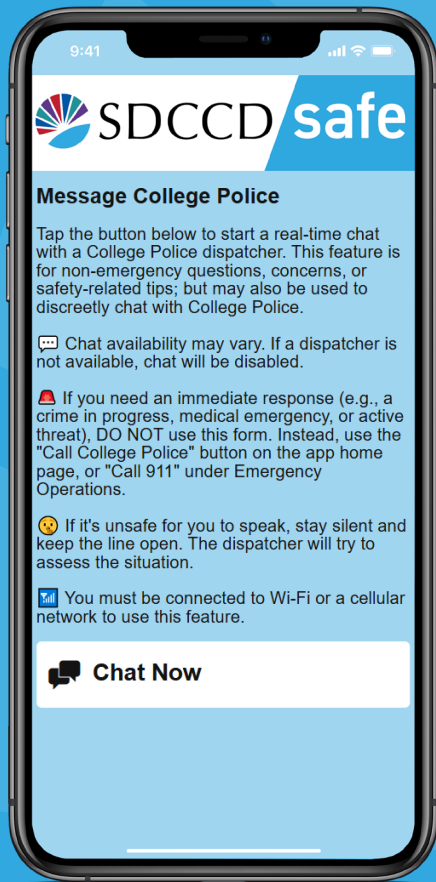 9:41
SDCCD safe
Message College Police
Tap the button below to start a real-time chat
with a College Police dispatcher. This feature is
for non-emergency questions, concerns, or
safety-related tips; but may also be used to
discreetly chat with College Police.
💬 Chat availability may vary. If a dispatcher is
not available, chat will be disabled.
🚨 If you need an immediate response (e.g., a
crime in progress, medical emergency, or active
threat), DO NOT use this form. Instead, use the
"Call College Police" button on the app home
page, or "Call 911" under Emergency
Operations.
🤫 If it's unsafe for you to speak, stay silent and
keep the line open. The dispatcher will try to
assess the situation.
📶 You must be connected to Wi-Fi or a cellular
network to use this feature.
Chat Now